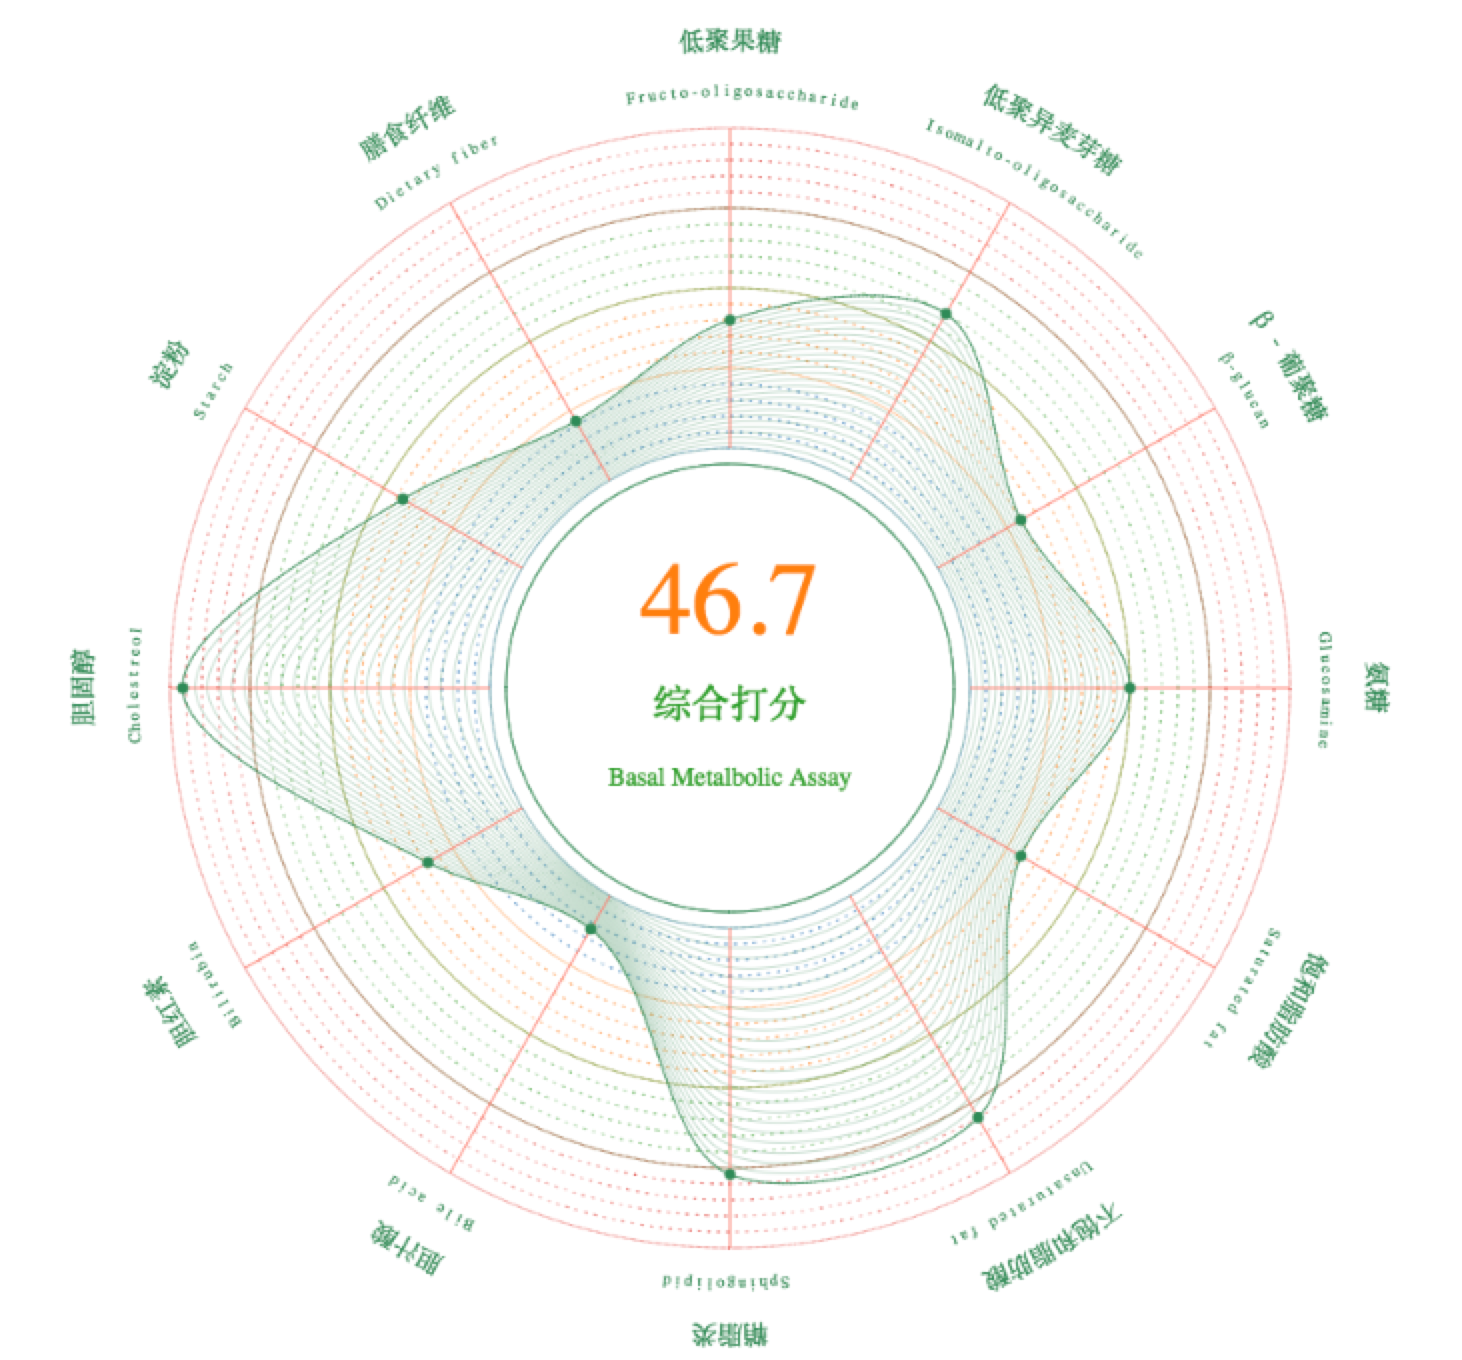 低聚果糖
Fructo-oligosaccharide
低聚异麦芽糖
Isomalto-oligosaccharide
β - 葡聚糖
β-glucan
氨糖
Glucosamine
饱和脂肪酸
Saturated fat
不饱和脂肪酸
Unsaturated fat
鞘脂类
Sphingolipid
胆汁酸
Bile acid
胆红素
Bilirubin
胆固醇
Cholestreol
淀粉
Starch
膳食纤维
Dietary fiber
46.7
综合打分
Basal Metalbolic Assay